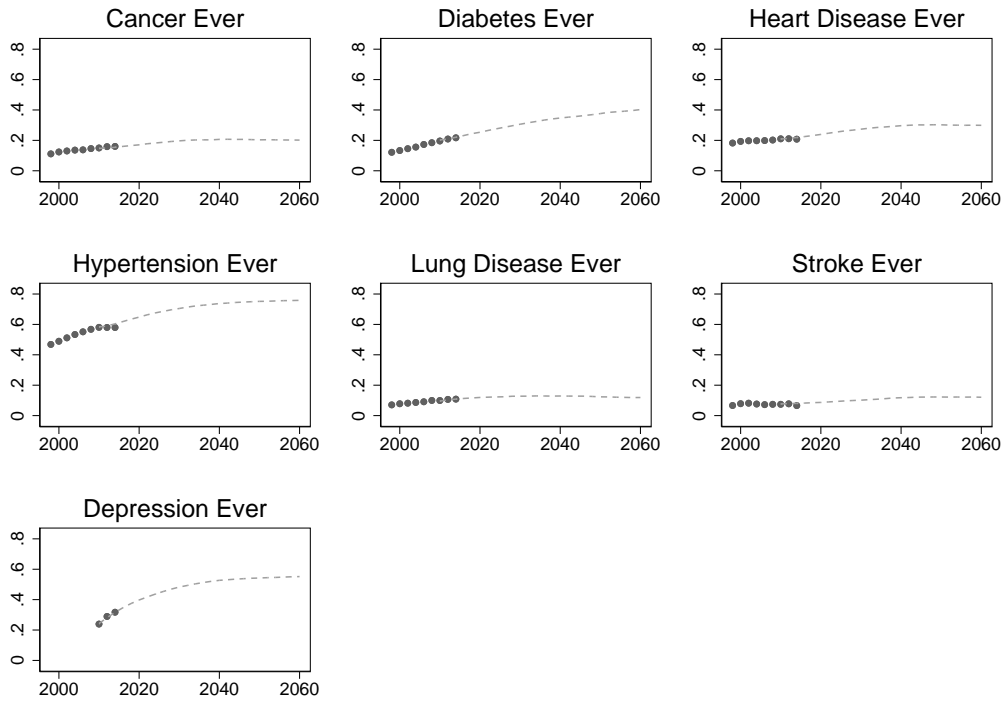 Cancer Ever
.8
.6
.4
.2
0
2000 2020 2040 2060
Diabetes Ever
.8
.6
.4
.2
0
2000 2020 2040 2060
Heart Disease Ever
.8
.6
.4
.2
0
2000 2020 2040 2060
Hypertension Ever
.8
.6
.4
.2
0
2000 2020 2040 2060
Lung Disease Ever
.8
.6
.4
.2
0
2000 2020 2040 2060
Stroke Ever
.8
.6
.4
.2
0
2000 2020 2040 2060
Depression Ever
.8
.6
.4
.2
0
2000 2020 2040 2060